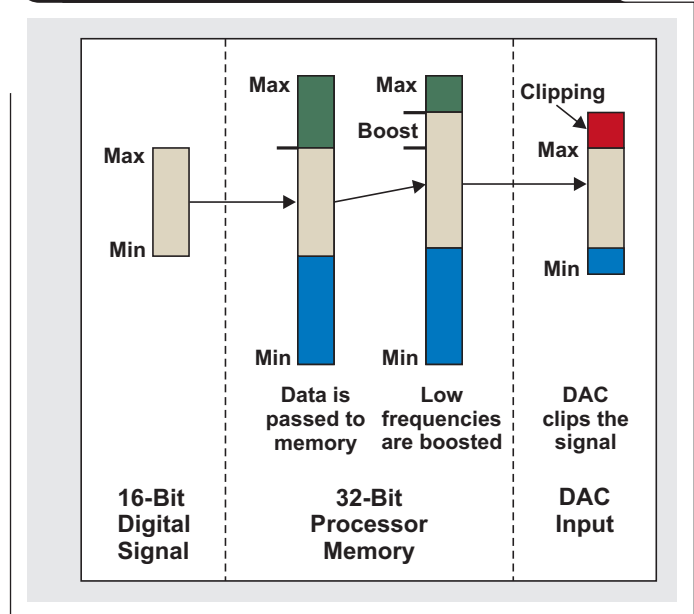 Max
Min
Max
Min
Data is
passed to
memory
Max
Boost
Min
Low
frequencies
are boosted
Clipping
Max
Min
DAC
clips the
signal
16-Bit
Digital
Signal
32-Bit
Processor
Memory
DAC
Input